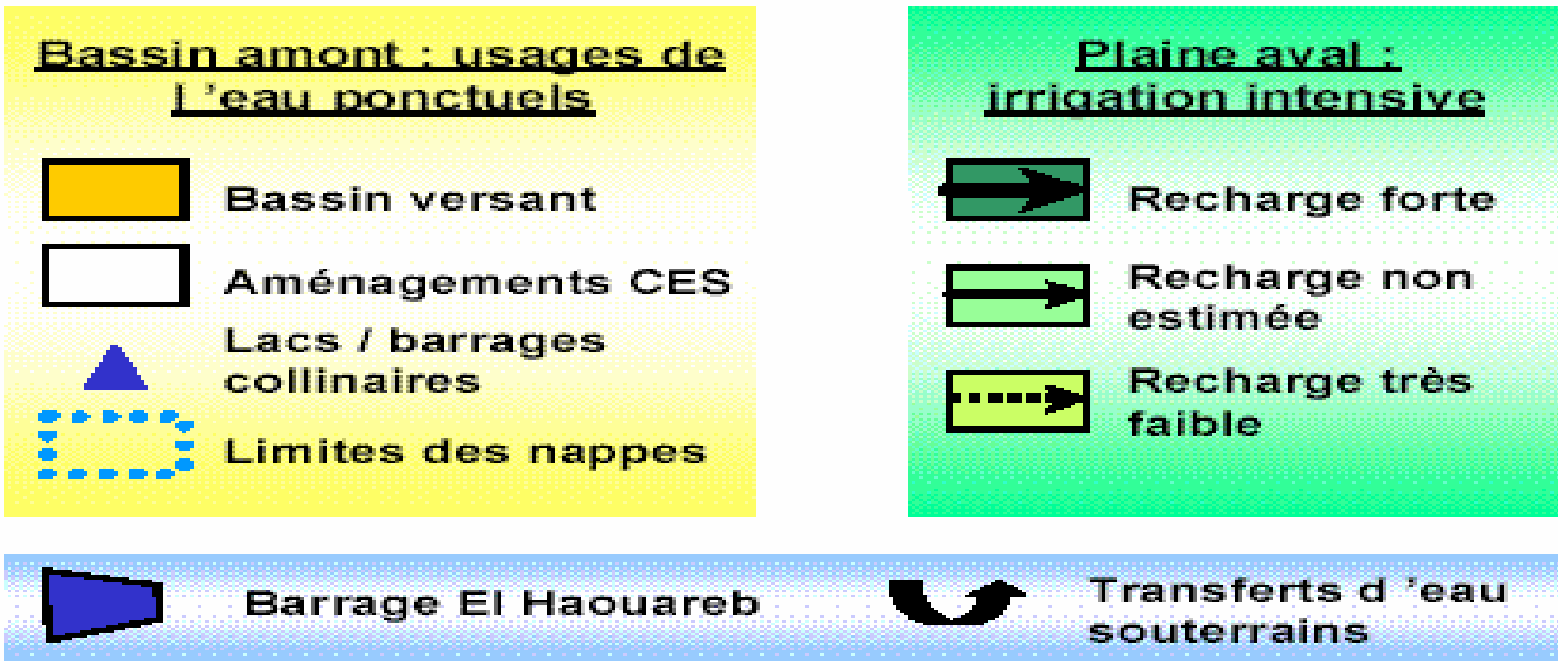 Bassin amont : usages de
l ’eau ponctuels
Bassin versant
Aménagements CES
Lacs / barrages
collinaires
Limites des nappes
Plaine aval :
irrigation intensive
Recharge forte
Recharge non
estimée
Recharge très
faible
Barrage El Haouareb
Transferts d ’eau
souterrains